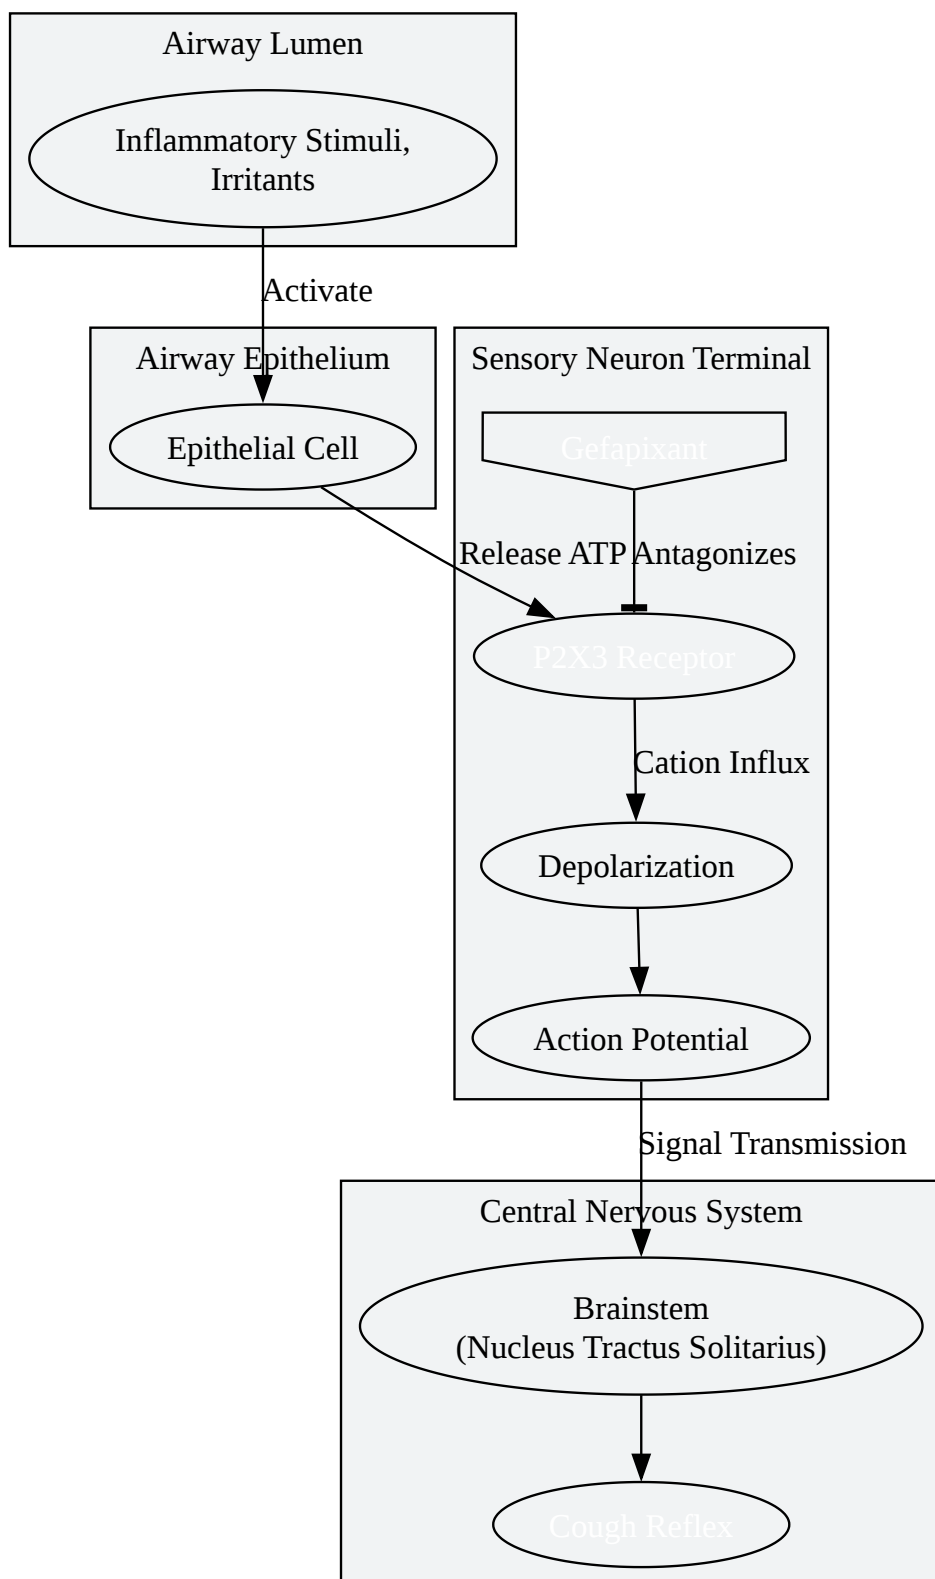 Airway Lumen
Inflammatory Stimuli,
Irritants
Activate
Airway Epithelium
Epithelial Cell
Sensory Neuron Terminal
Gefapixant
Release ATP
Antagonizes
P2X3 Receptor
Cation Influx
Depolarization
Action Potential
Signal Transmission
Central Nervous System
Brainstem
(Nucleus Tractus Solitarius)
Cough Reflex